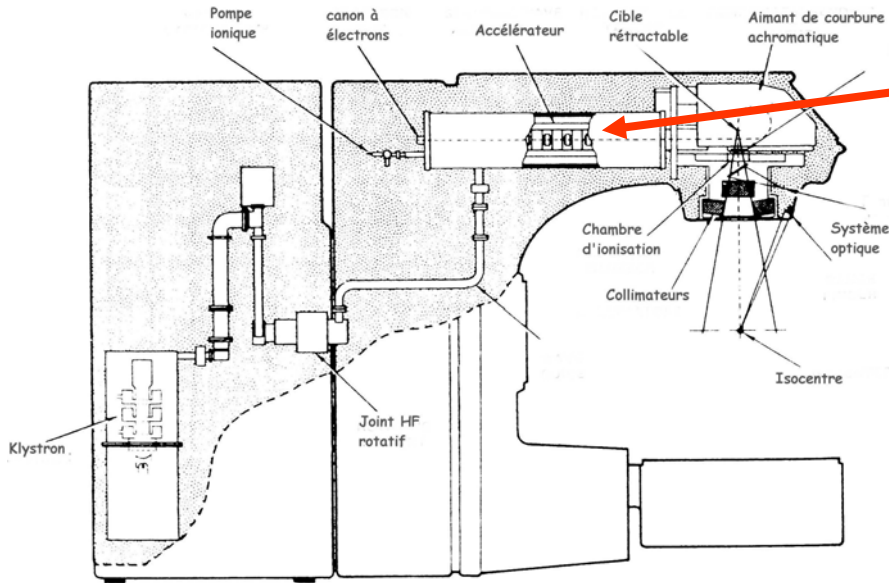 Pompe
ionique
canon à
électrons
Accélérateur
Cible
rétractable
Aimant de courbure
achromatique
Chambre
d'ionisation
Système
optique
Collimateurs
Isocentre
Joint HF
rotatif
Klystron